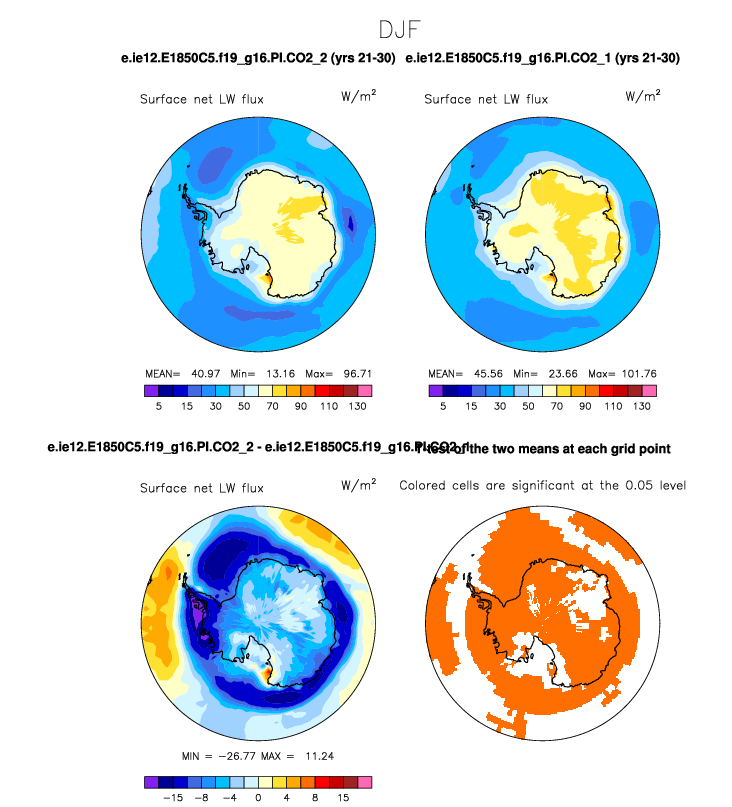 DJF
e.ie12.E1850C5.f19_g16.PI.CO2_2 (yrs 21-30) e.ie12.E1850C5.f19_g16.PI.CO2_1 (yrs 21-30)
Surface net LW flux W/m² Surface net LW flux W/m²
MEAN= 40.97 Min= 13.16 Max= 96.71 MEAN= 45.56 Min= 23.66 Max= 101.76
5 15 30 50 70 90 110 130 5 15 30 50 70 90 110 130
e.ie12.E1850C5.f19_g16.PI.CO2_2 - e.ie12.E1850C5.f19_g16.PI.CO2_1 T-test of the two means at each grid point
Surface net LW flux W/m² Colored cells are significant at the 0.05 level
MIN = -26.77 MAX = 11.24
-15 -8 -4 0 4 8 15